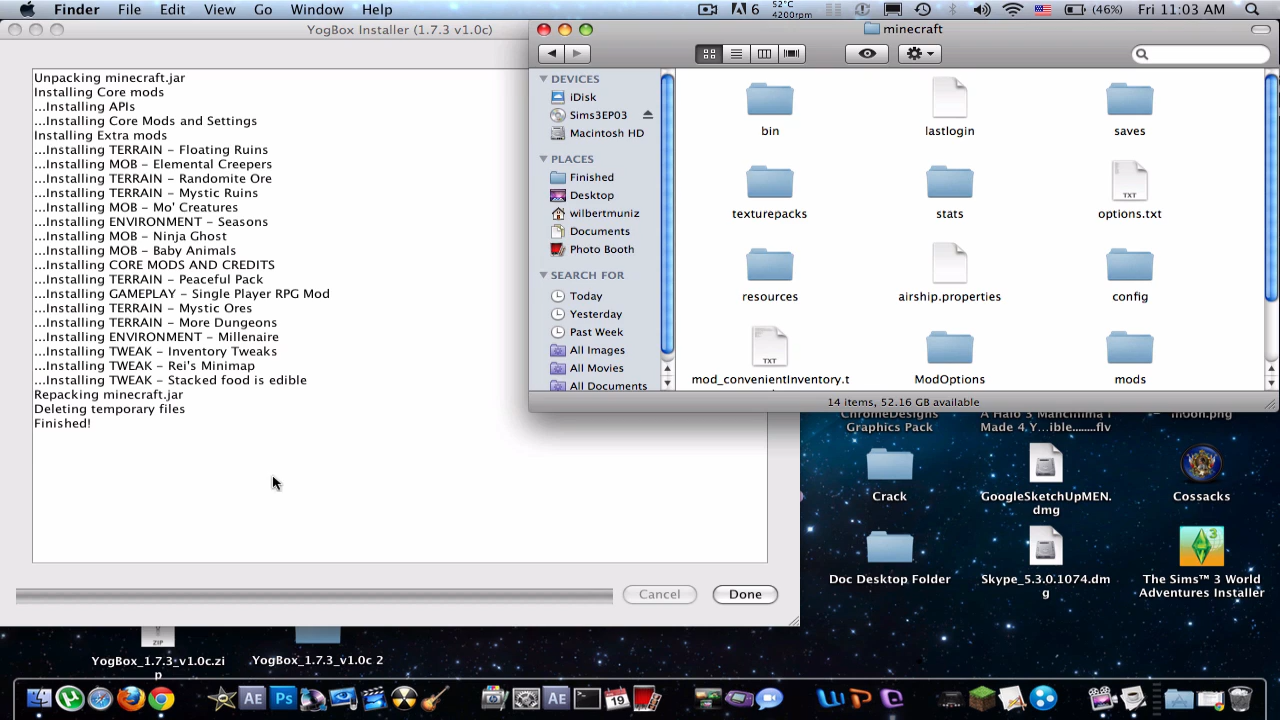 Finder File Edit View Go Window Help
6 52°C 4200rpm (46%) Fri 11:03 AM
YogBox Installer (1.7.3 v1.0c)
Unpacking minecraft.jar
Installing Core mods
...Installing APIs
...Installing Core Mods and Settings
Installing Extra mods
...Installing TERRAIN – Floating Ruins
...Installing MOB – Elemental Creepers
...Installing TERRAIN – Randomite Ore
...Installing TERRAIN – Mystic Ruins
...Installing MOB – Mo' Creatures
...Installing ENVIRONMENT – Seasons
...Installing MOB – Ninja Ghost
...Installing MOB – Baby Animals
...Installing CORE MODS AND CREDITS
...Installing TERRAIN – Peaceful Pack
...Installing GAMEPLAY – Single Player RPG Mod
...Installing TERRAIN – Mystic Ores
...Installing TERRAIN – More Dungeons
...Installing ENVIRONMENT – Millenaire
...Installing TWEAK – Inventory Tweaks
...Installing TWEAK – Rei's Minimap
...Installing TWEAK – Stacked food is edible
Repacking minecraft.jar
Deleting temporary files
Finished!
Cancel Done
minecraft
DEVICES
iDisk
Sims3EP03
Macintosh HD
PLACES
Finished
Desktop
wilbertmuniz
Documents
Photo Booth
SEARCH FOR
Today
Yesterday
Past Week
All Images
All Movies
All Documents
bin lastlogin saves
TXT
texturepacks stats options.txt
resources airship.properties config
TXT
mod_convenientInventory.t ModOptions mods
14 items, 52.16 GB available
ChromeDesigns
Graphics Pack
A Halo 3 Machinima I
Made 4 Y...ible........flv
moon.png
Crack
GoogleSketchUpMEN.
dmg
Cossacks
Doc Desktop Folder
Skype_5.3.0.1074.dm
g
The Sims™ 3 World
Adventures Installer
ZIP
YogBox_1.7.3_v1.0c.zi
p
YogBox_1.7.3_v1.0c 2
AE Ps AE